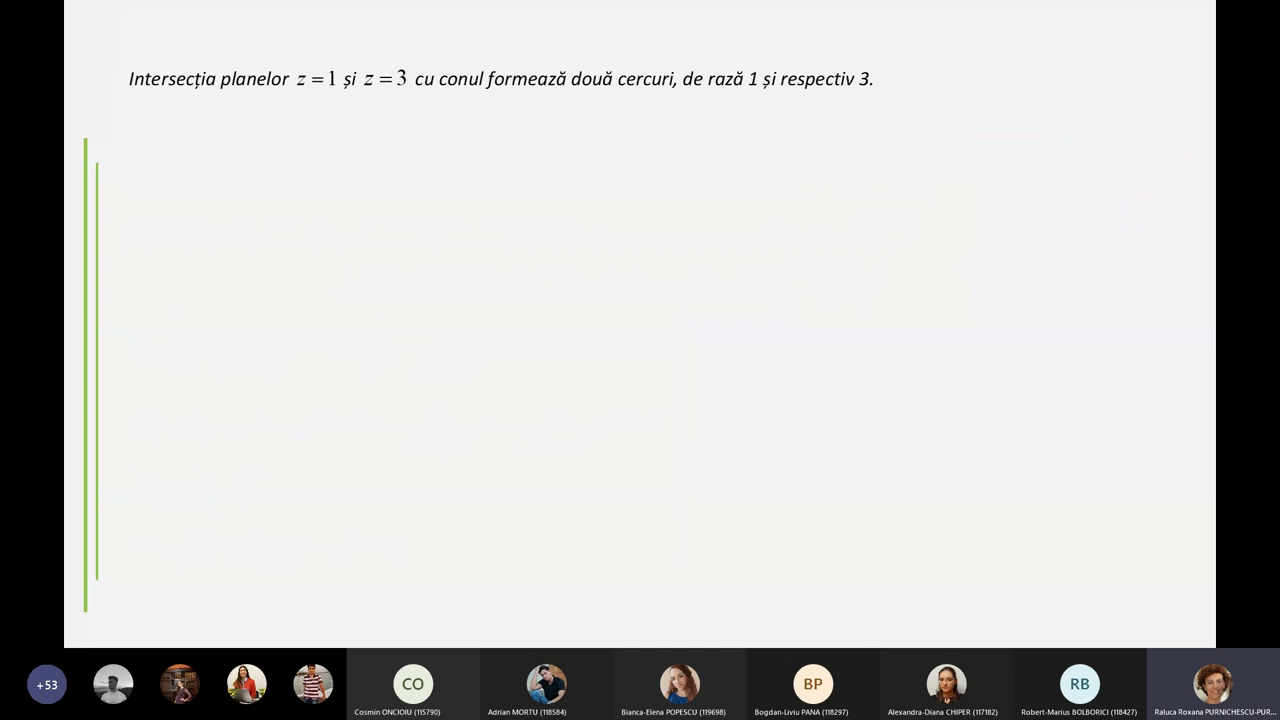 Intersecția planelor z = 1 și z = 3 cu conul formează două cercuri, de rază 1 și respectiv 3.
+53
CO
BP
RB
Cosmin ONCIOIU (115790)
Adrian MORTU (118584)
Bianca-Elena POPESCU (119698)
Bogdan-Liviu PANA (118297)
Alexandra-Diana CHIPER (117182)
Robert-Marius BOLBORICI (118427)
Raluca Roxana PURNICHESCU-PUR...